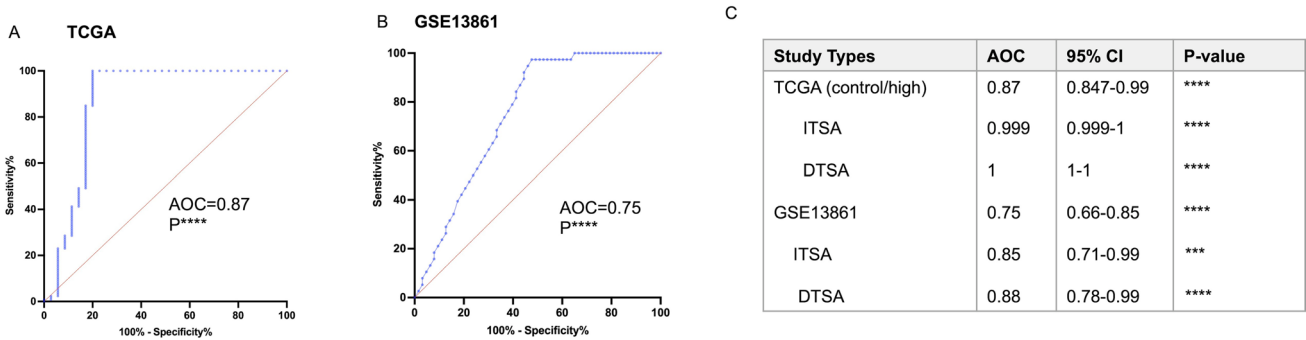 A TCGA
100
80
60
40
20
0
Sensitivity%
0 20 40 60 80 100
100% - Specificity%
AOC=0.87
P****
B GSE13861
100
80
60
40
20
0
Sensitivity%
0 20 40 60 80 100
100% - Specificity%
AOC=0.75
P****
C
Study Types AOC 95% CI P-value
TCGA (control/high) 0.87 0.847-0.99 ****
ITSA 0.999 0.999-1 ****
DTSA 1 1-1 ****
GSE13861 0.75 0.66-0.85 ****
ITSA 0.85 0.71-0.99 ***
DTSA 0.88 0.78-0.99 ****